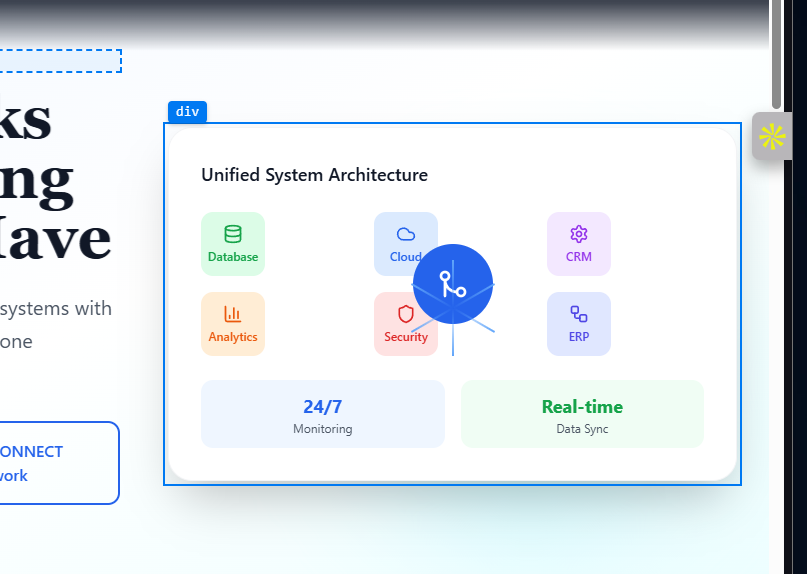 div
ks
ng
ave
systems with
one
ONNECT
work
Unified System Architecture
Database
Cloud
CRM
Analytics
Security
ERP
24/7
Monitoring
Real-time
Data Sync